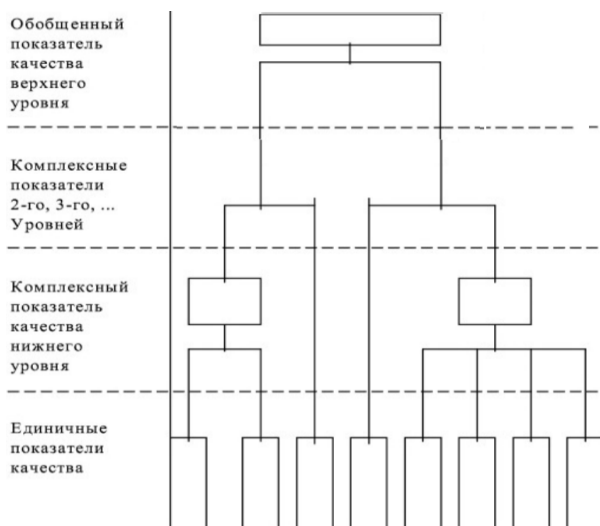 Обобщенный
показатель
качества
верхнего
уровня
Комплексные
показатели
2-го, 3-го, ...
Уровней
Комплексный
показатель
качества
нижнего
уровня
Единичные
показатели
качества